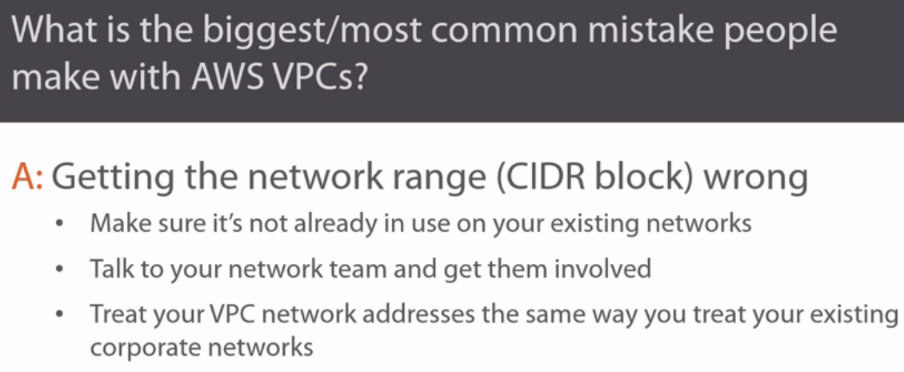 What is the biggest/most common mistake people
make with AWS VPCs?
A: Getting the network range (CIDR block) wrong
• Make sure it's not already in use on your existing networks
• Talk to your network team and get them involved
• Treat your VPC network addresses the same way you treat your existing
corporate networks